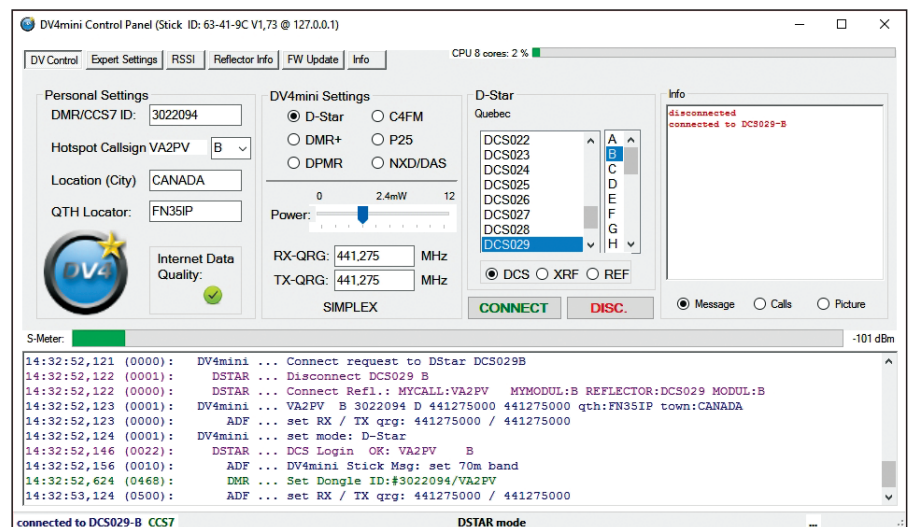 DV4mini Control Panel (Stick ID: 63-41-9C V1,73 @ 127.0.0.1)
DV Control Expert Settings RSSI Reflector Info FW Update Info
CPU 8 cores: 2 %
Personal Settings
DMR/CCS7 ID: 3022094
Hotspot Callsign VA2PV B
Location (City) CANADA
QTH Locator: FN35IP
DV4
Internet Data
Quality:
DV4mini Settings
D-Star C4FM
DMR+ P25
DPMR NXD/DAS
0 2.4mW 12
Power:
RX-QRG: 441,275 MHz
TX-QRG: 441,275 MHz
SIMPLEX
D-Star
Quebec
DCS022
DCS023
DCS024
DCS025
DCS026
DCS027
DCS028
DCS029
A
B
C
D
E
F
G
H
DCS XRF REF
CONNECT DISC.
Info
disconnected
connected to DCS029-B
Message Calls Picture
S-Meter: -101 dBm
14:32:52,121 (0000): DV4mini ... Connect request to DStar DCS029B
14:32:52,122 (0001): DSTAR ... Disconnect DCS029 B
14:32:52,122 (0000): DSTAR ... Connect Refl.: MYCALL:VA2PV MYMODUL:B REFLECTOR:DCS029 MODUL:B
14:32:52,123 (0001): DV4mini ... VA2PV B 3022094 D 441275000 441275000 qth:FN35IP town:CANADA
14:32:52,123 (0000): ADF ... set RX / TX qrg: 441275000 / 441275000
14:32:52,124 (0001): DV4mini ... set mode: D-Star
14:32:52,146 (0022): DSTAR ... DCS Login OK: VA2PV B
14:32:52,156 (0010): ADF ... DV4mini Stick Msg: set 70m band
14:32:52,624 (0468): DMR ... Set Dongle ID:#3022094/VA2PV
14:32:53,124 (0500): ADF ... set RX / TX qrg: 441275000 / 441275000
connected to DCS029-B CCS7 DSTAR mode ...